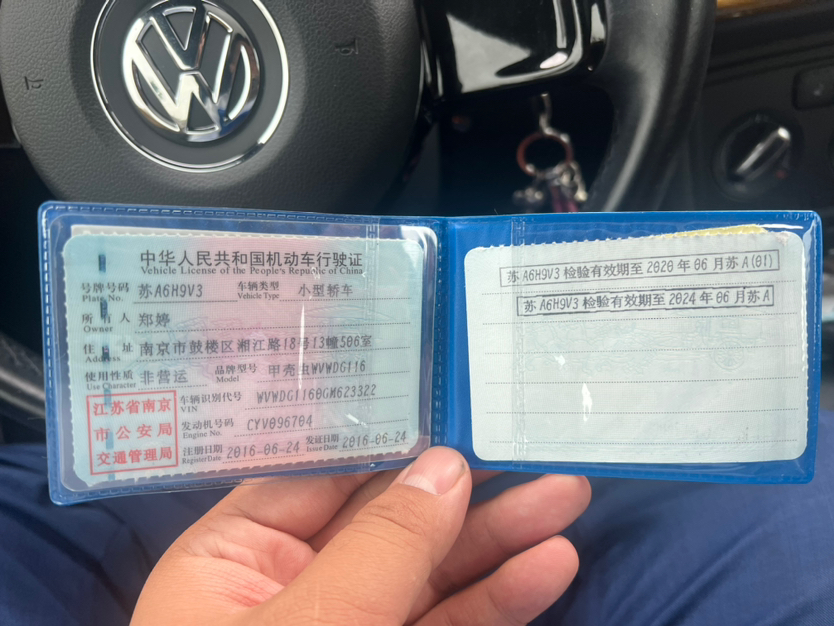 中华人民共和国机动车行驶证
Vehicle License of the People's Republic of China
号牌号码 Plate No. 苏A6H9V3 车辆类型 Vehicle Type 小型轿车
所有人 Owner 郑婷
住址 Address 南京市鼓楼区湘江路18号13幢506室
使用性质 Use Character 非营运 品牌型号 Model 甲壳虫WVWDG116
江苏省南京
市公安局
交通管理局
车辆识别代号 VIN WVWDG1160GM623322
发动机号码 Engine No. CYV096704
注册日期 Register Date 2016-06-24 发证日期 Issue Date 2016-06-24
苏A6H9V3 检验有效期至 2020 年 06 月苏A(01)
苏A6H9V3 检验有效期至 2024 年 06 月苏A